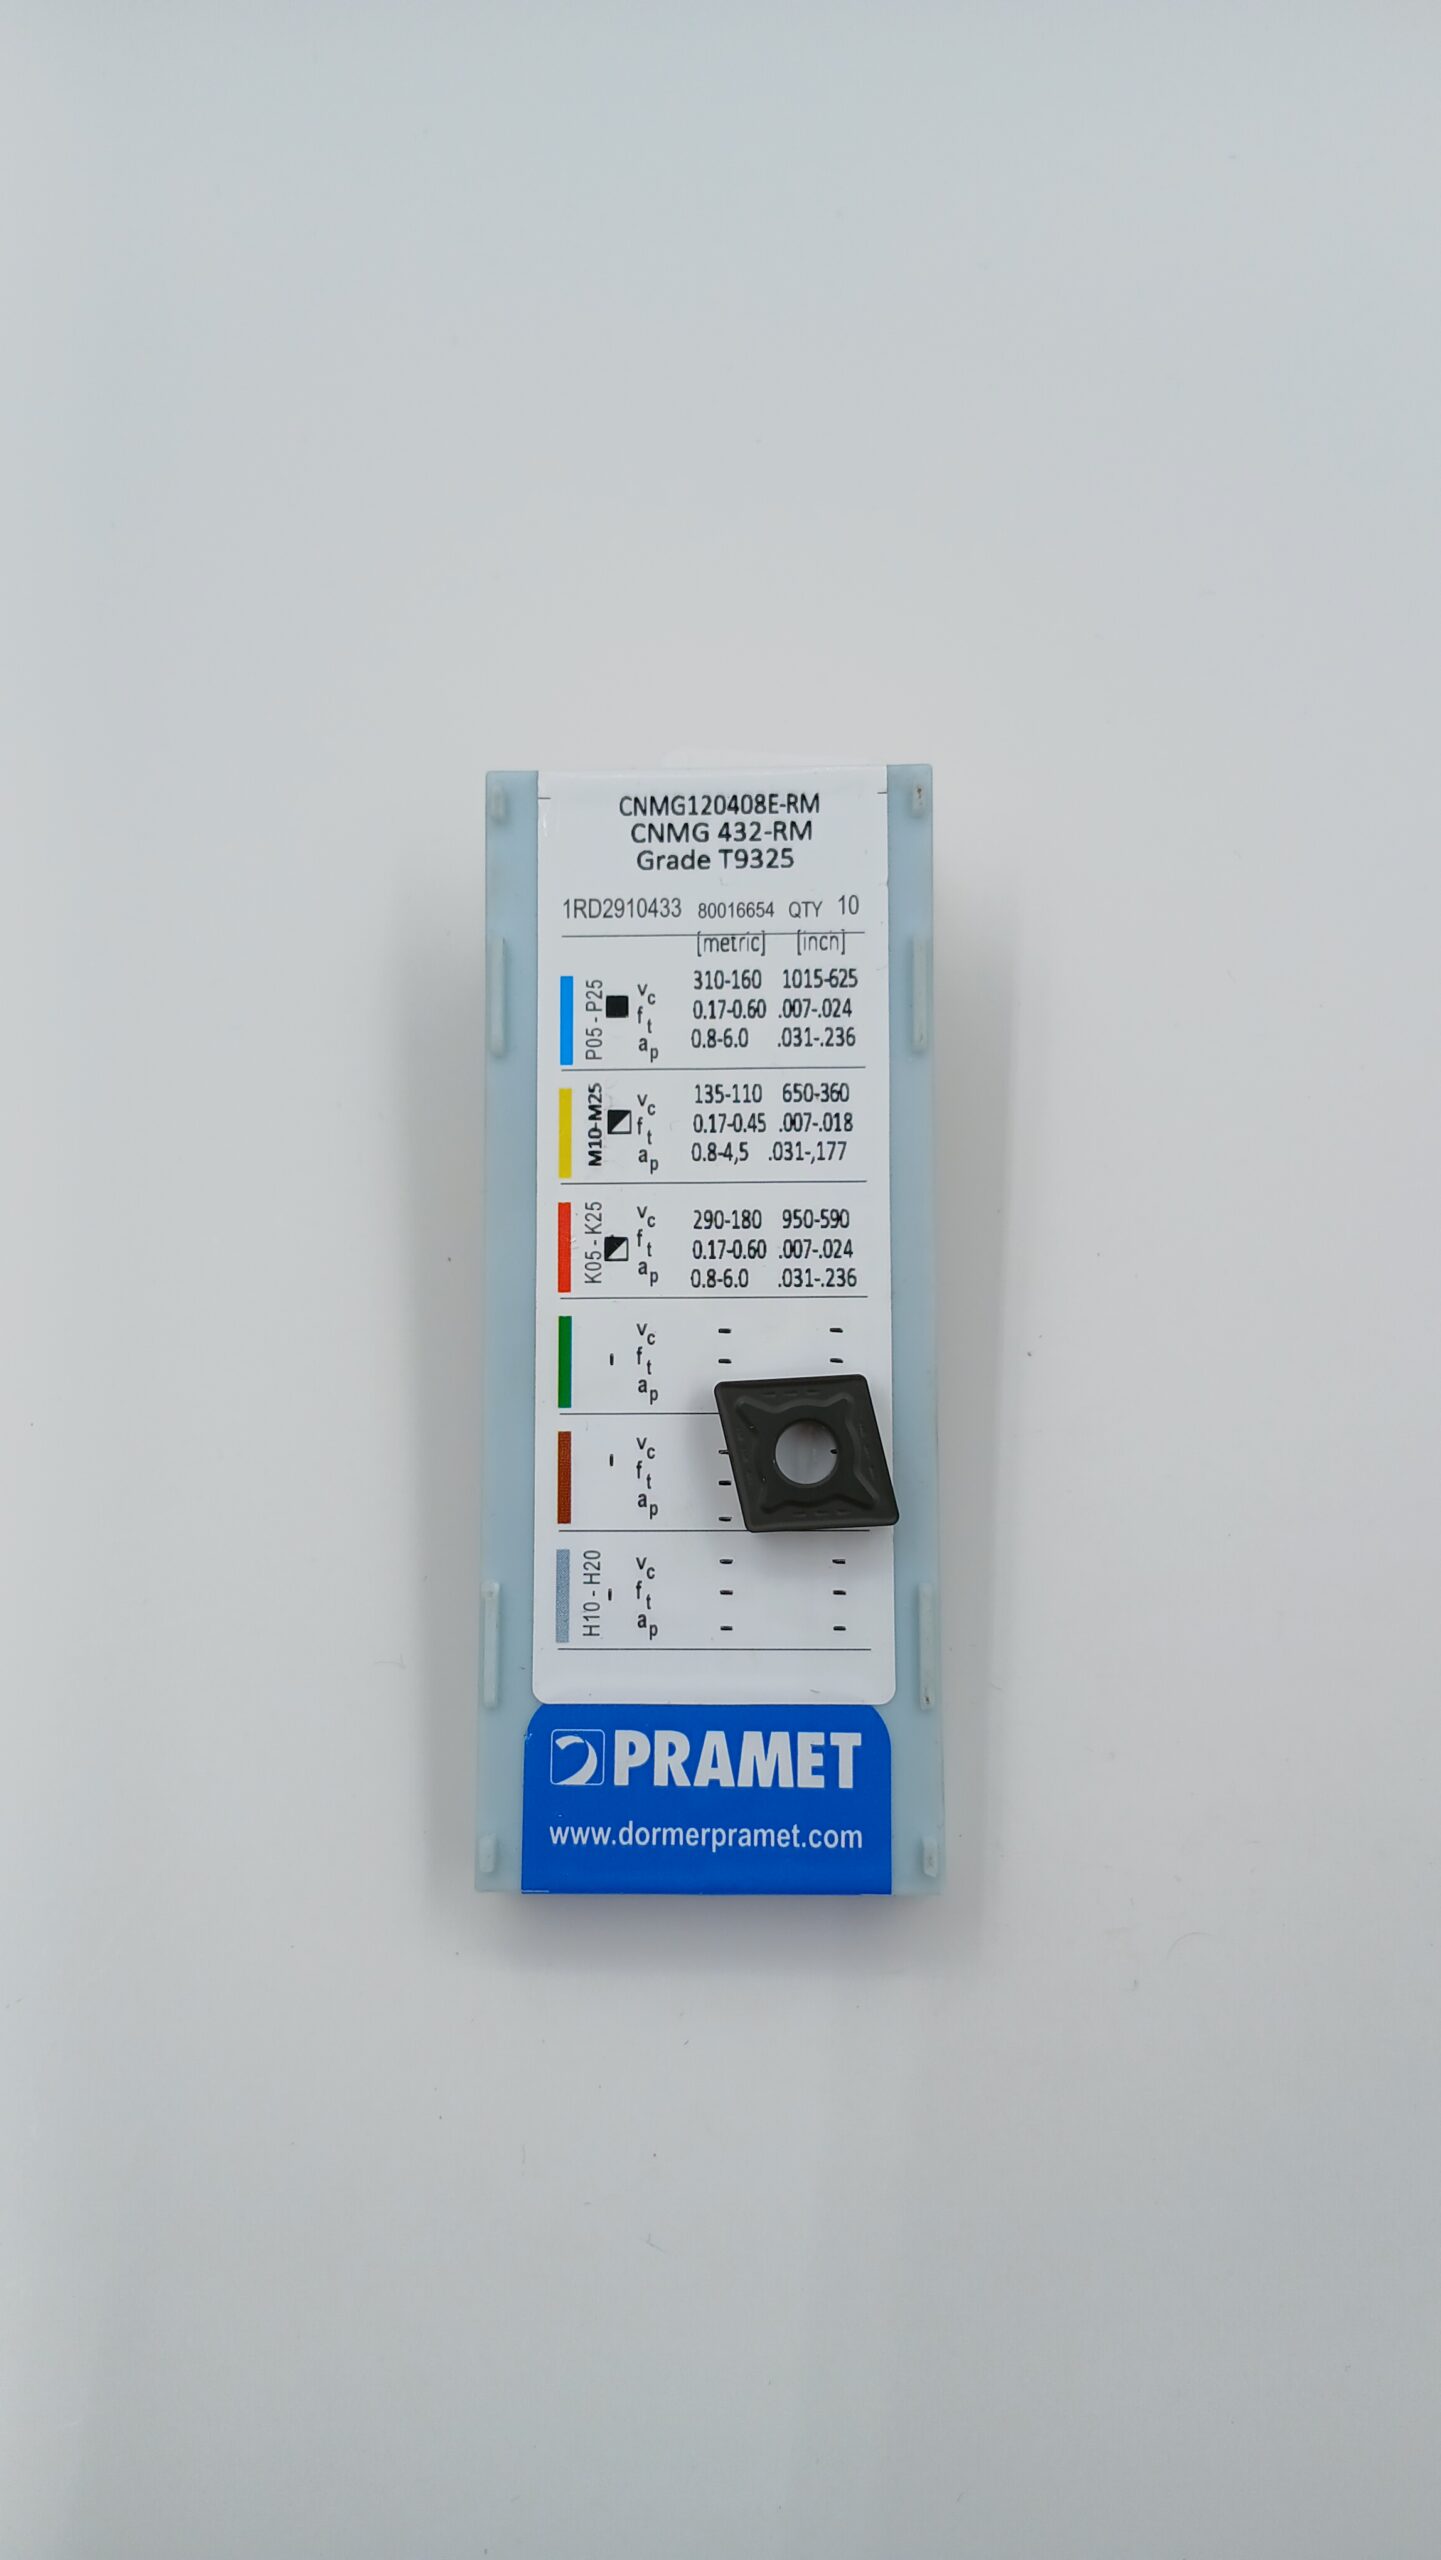 CNMG120408E-RM
CNMG 432-RM
Grade T9325
1RD2910433 80016654 QTY 10
[metric] [inch]
P05 - P25
vc 310-160 1015-625
ft 0.17-0.60 .007-.024
ap 0.8-6.0 .031-.236
M10-M25
vc 135-110 650-360
ft 0.17-0.45 .007-.018
ap 0.8-4,5 .031-,177
K05 - K25
vc 290-180 950-590
ft 0.17-0.60 .007-.024
ap 0.8-6.0 .031-.236
-
vc - -
ft - -
ap
-
vc - -
ft -
ap -
H10 - H20
-
vc - -
ft - -
ap - -
PRAMET
www.dormerpramet.com